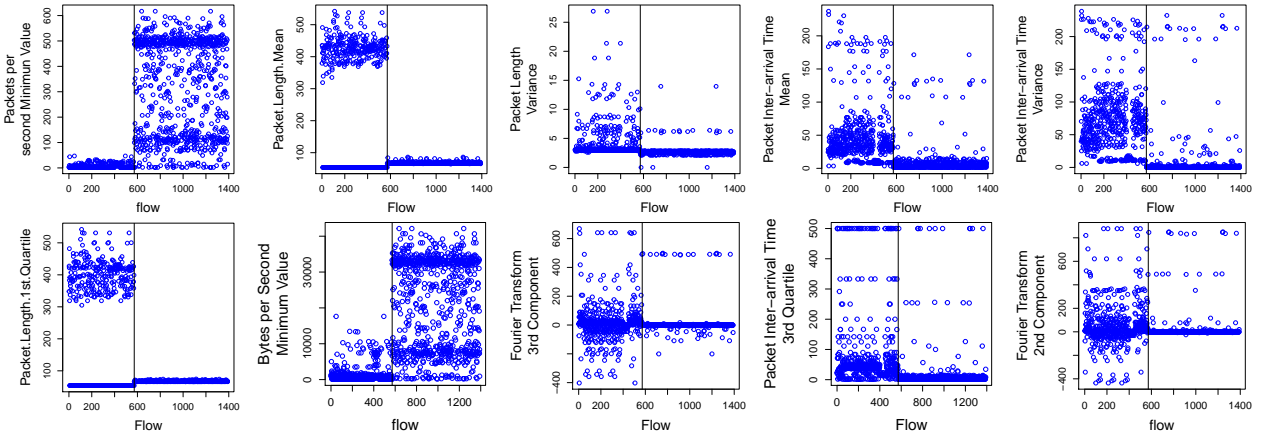 Packets per
second Minimun Value
0 100 200 300 400 500 600
0 200 600 1000 1400
flow
Packet.Length.Mean
100 200 300 400 500 600
0 200 600 1000 1400
Flow
Packet Length
Variance
0 5 10 15 20 25
0 200 600 1000 1400
Flow
Packet Inter−arrival Time
Mean
0 50 100 150 200
0 200 600 1000 1400
Flow
Packet Inter−arrival Time
Variance
0 50 100 150 200
0 200 600 1000 1400
Flow
Packet.Length.1st.Quartile
100 200 300 400 500
0 200 600 1000 1400
Flow
Bytes per Second
Minimum Value
0 10000 30000
0 400 800 1200
flow
Fourier Transform
3rd Component
−400 −200 0 200 400 600
0 200 600 1000 1400
Flow
Packet Inter−arrival Time
3rd Quartile
0 100 200 300 400 500
0 400 800 1200
Flow
Fourier Transform
2nd Component
−400 0 200 600
0 200 600 1000 1400
flow